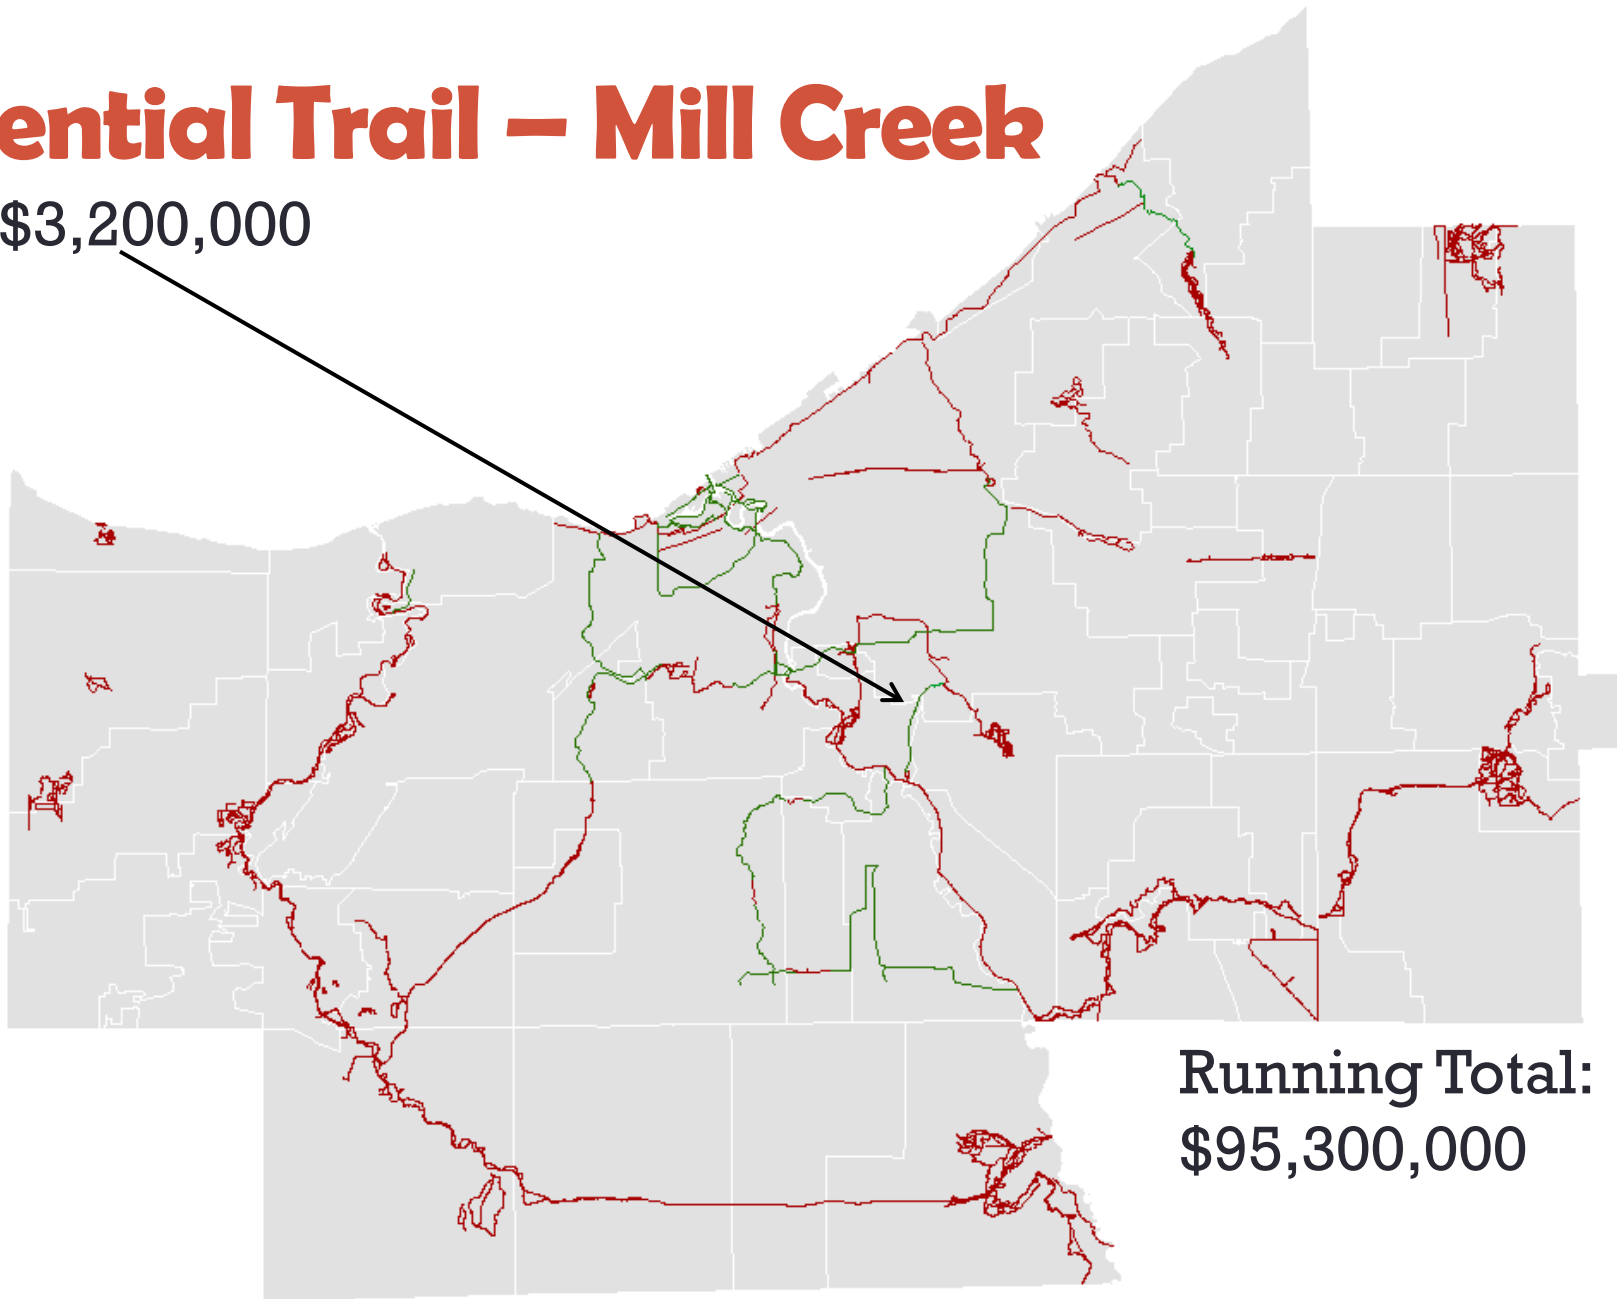 ential Trail – Mill Creek
$3,200,000
Running Total:
$95,300,000